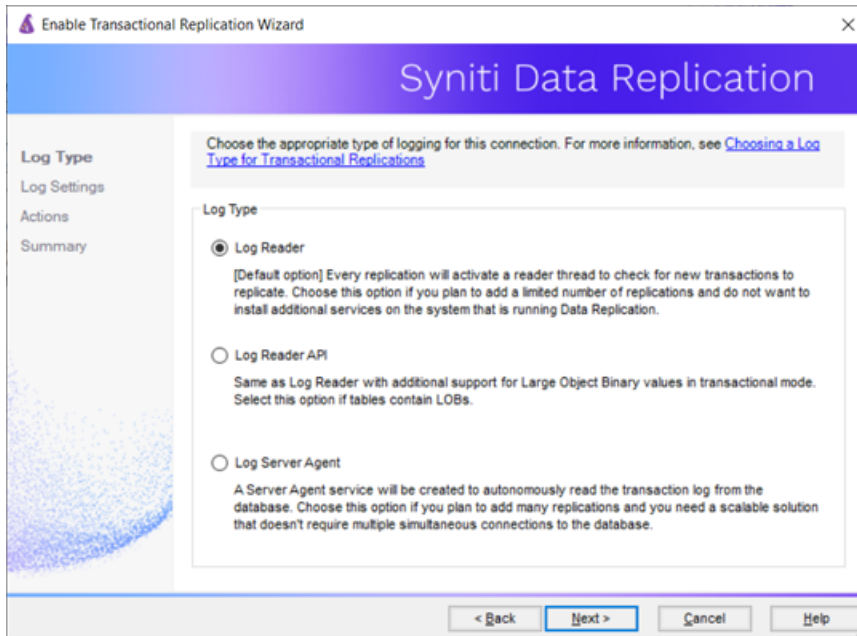 Enable Transactional Replication Wizard
Syniti Data Replication
Log Type
Log Settings
Actions
Summary
Choose the appropriate type of logging for this connection. For more information, see Choosing a Log
Type for Transactional Replications
Log Type
Log Reader
[Default option] Every replication will activate a reader thread to check for new transactions to
replicate. Choose this option if you plan to add a limited number of replications and do not want to
install additional services on the system that is running Data Replication.
Log Reader API
Same as Log Reader with additional support for Large Object Binary values in transactional mode.
Select this option if tables contain LOBs.
Log Server Agent
A Server Agent service will be created to autonomously read the transaction log from the
database. Choose this option if you plan to add many replications and you need a scalable solution
that doesn't require multiple simultaneous connections to the database.
< Back Next > Cancel Help